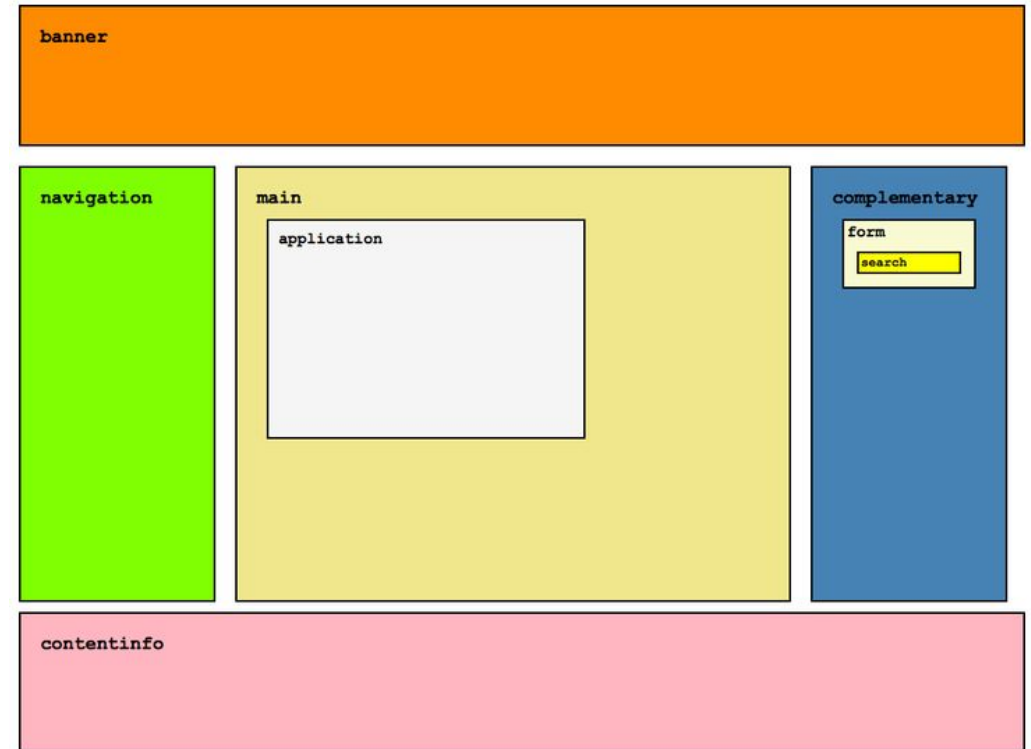 banner
navigation
main
application
complementary
form
search
contentinfo